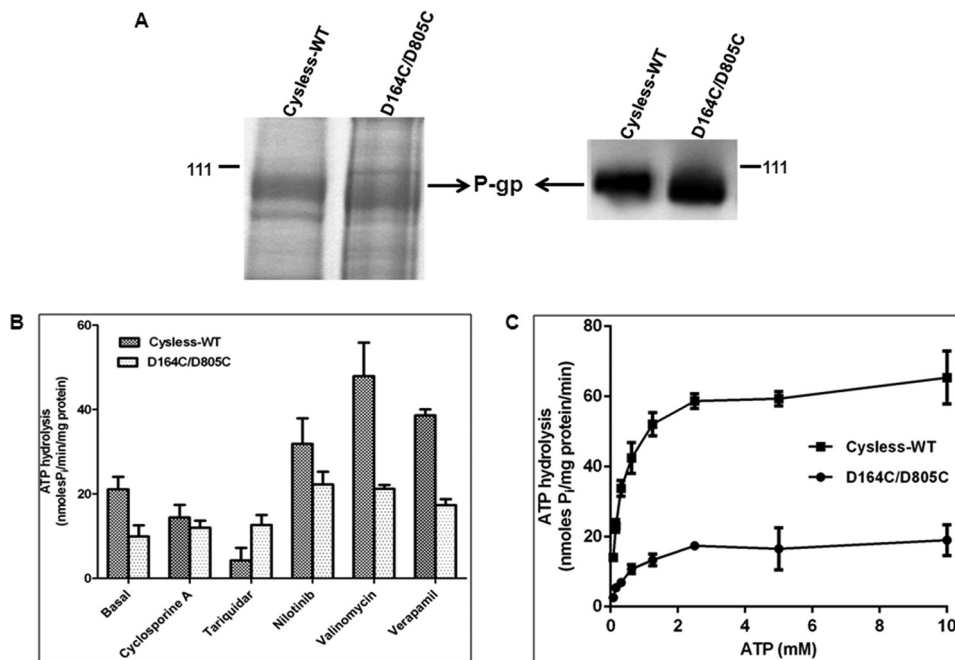 A
Cysless-WT
D164C/D805C
111
P-gp
Cysless-WT
D164C/D805C
111
B
ATP hydrolysis
(nmolesPᵢ/min/mg protein)
60
40
20
0
Cysless-WT
D164C/D805C
Basal
Cyclosporine A
Tariquidar
Nilotinib
Valinomycin
Verapamil
C
ATP hydrolysis
(nmoles Pᵢ/mg protein/min)
80
60
40
20
0
Cysless-WT
D164C/D805C
0
2
4
6
8
10
ATP (mM)